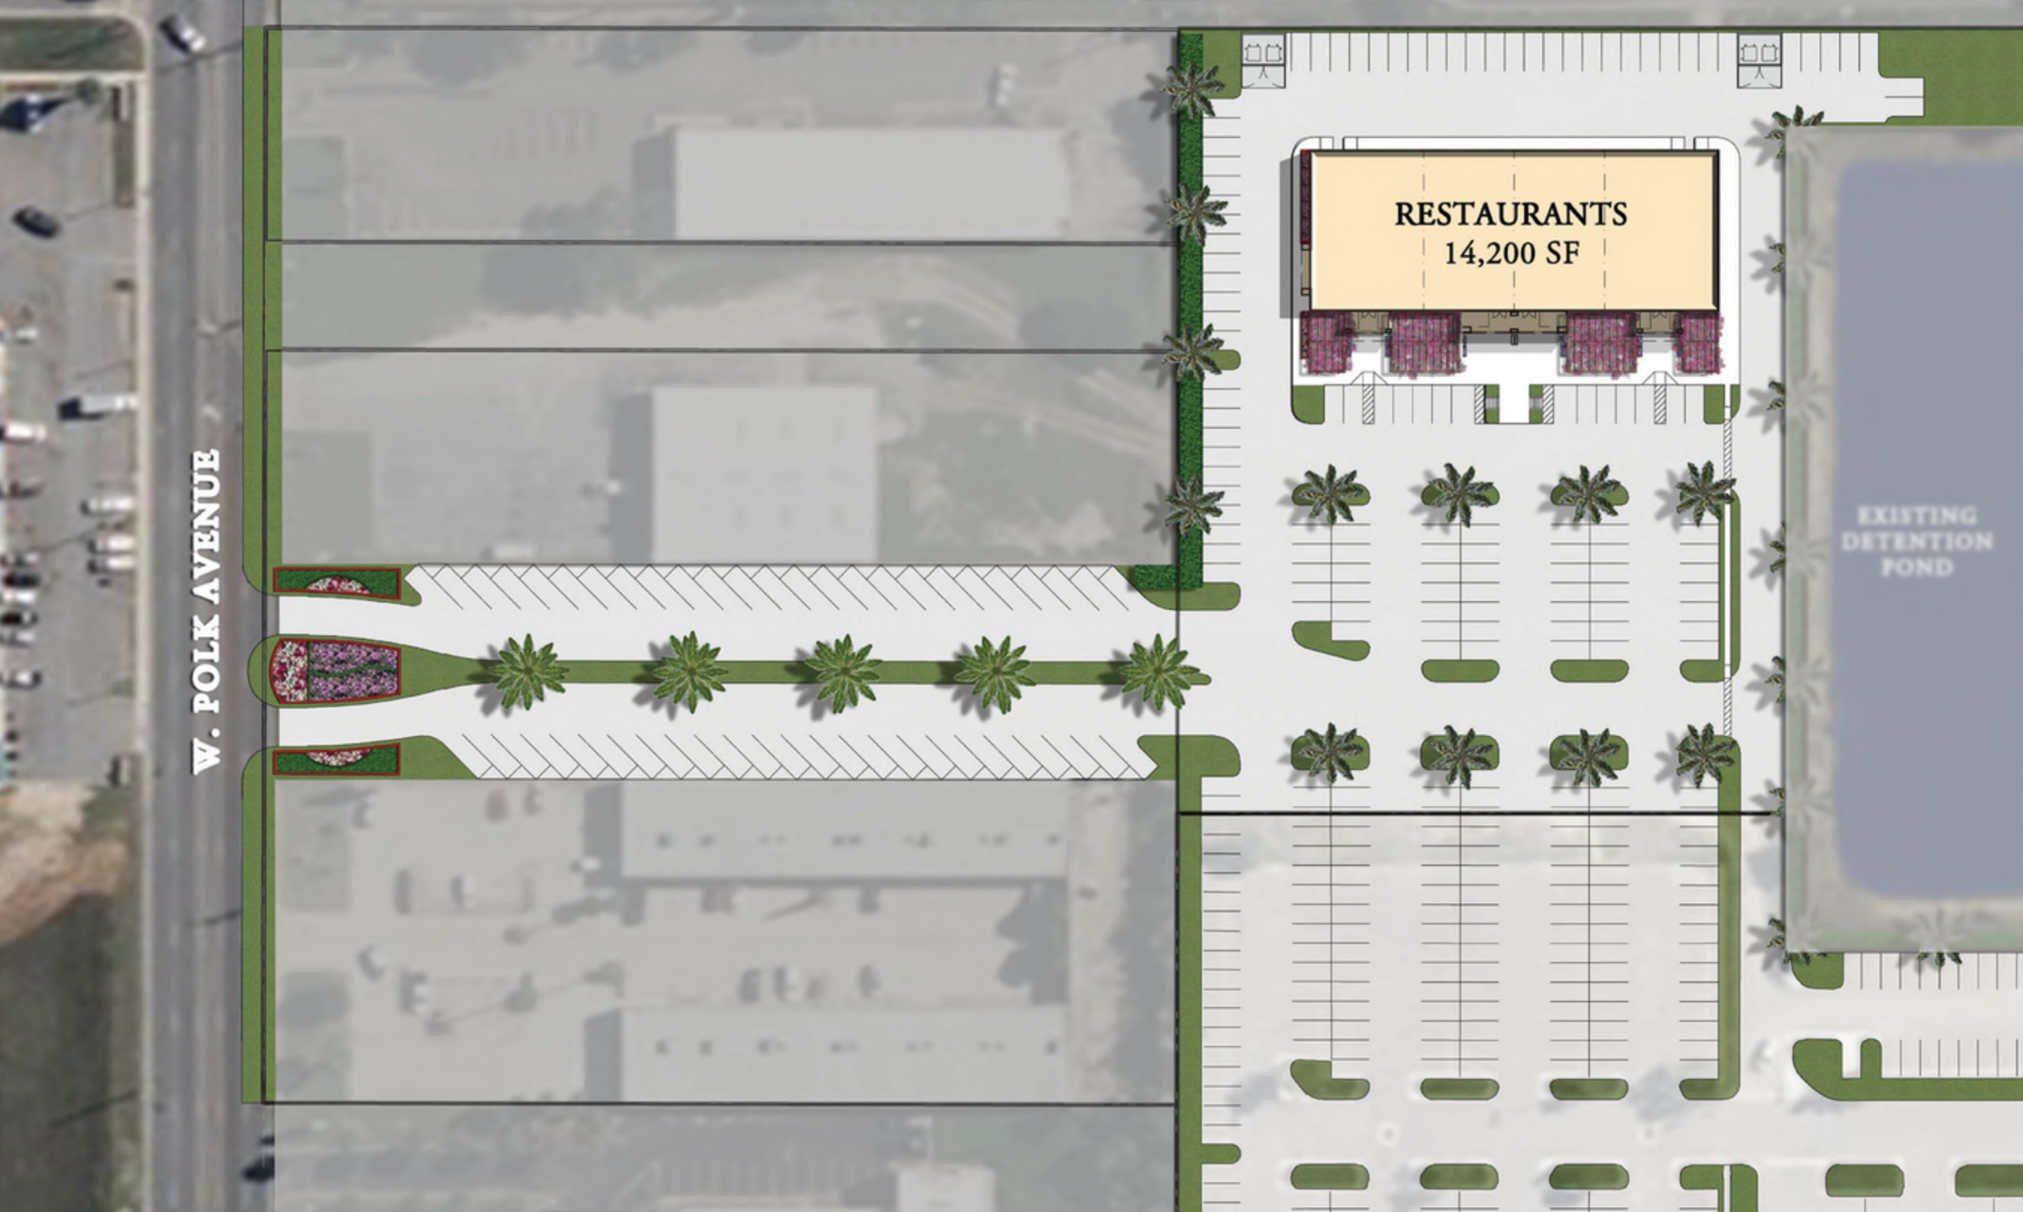 RESTAURANTS
14,200 SF
W. POLK AVENUE
EXISTING
DETENTION
POND